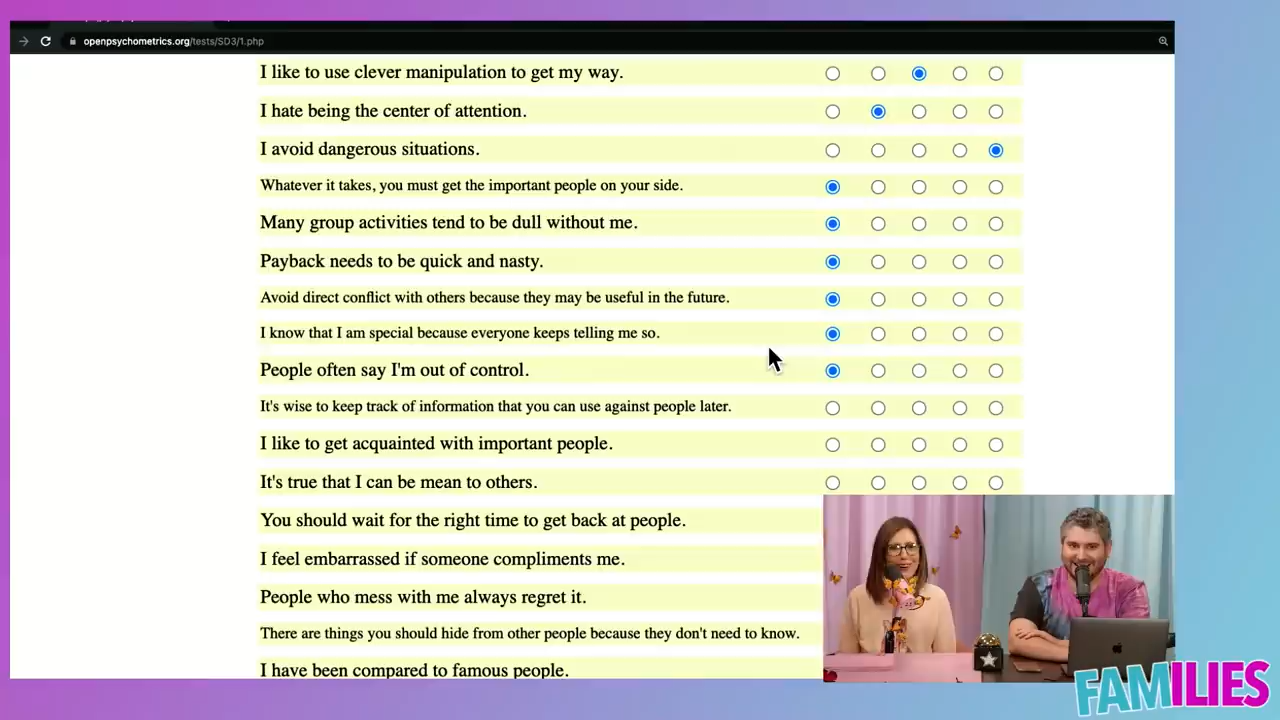 openpsychometrics.org/tests/SD3/1.php
I like to use clever manipulation to get my way.
I hate being the center of attention.
I avoid dangerous situations.
Whatever it takes, you must get the important people on your side.
Many group activities tend to be dull without me.
Payback needs to be quick and nasty.
Avoid direct conflict with others because they may be useful in the future.
I know that I am special because everyone keeps telling me so.
People often say I'm out of control.
It's wise to keep track of information that you can use against people later.
I like to get acquainted with important people.
It's true that I can be mean to others.
You should wait for the right time to get back at people.
I feel embarrassed if someone compliments me.
People who mess with me always regret it.
There are things you should hide from other people because they don't need to know.
I have been compared to famous people.
FAMILIES